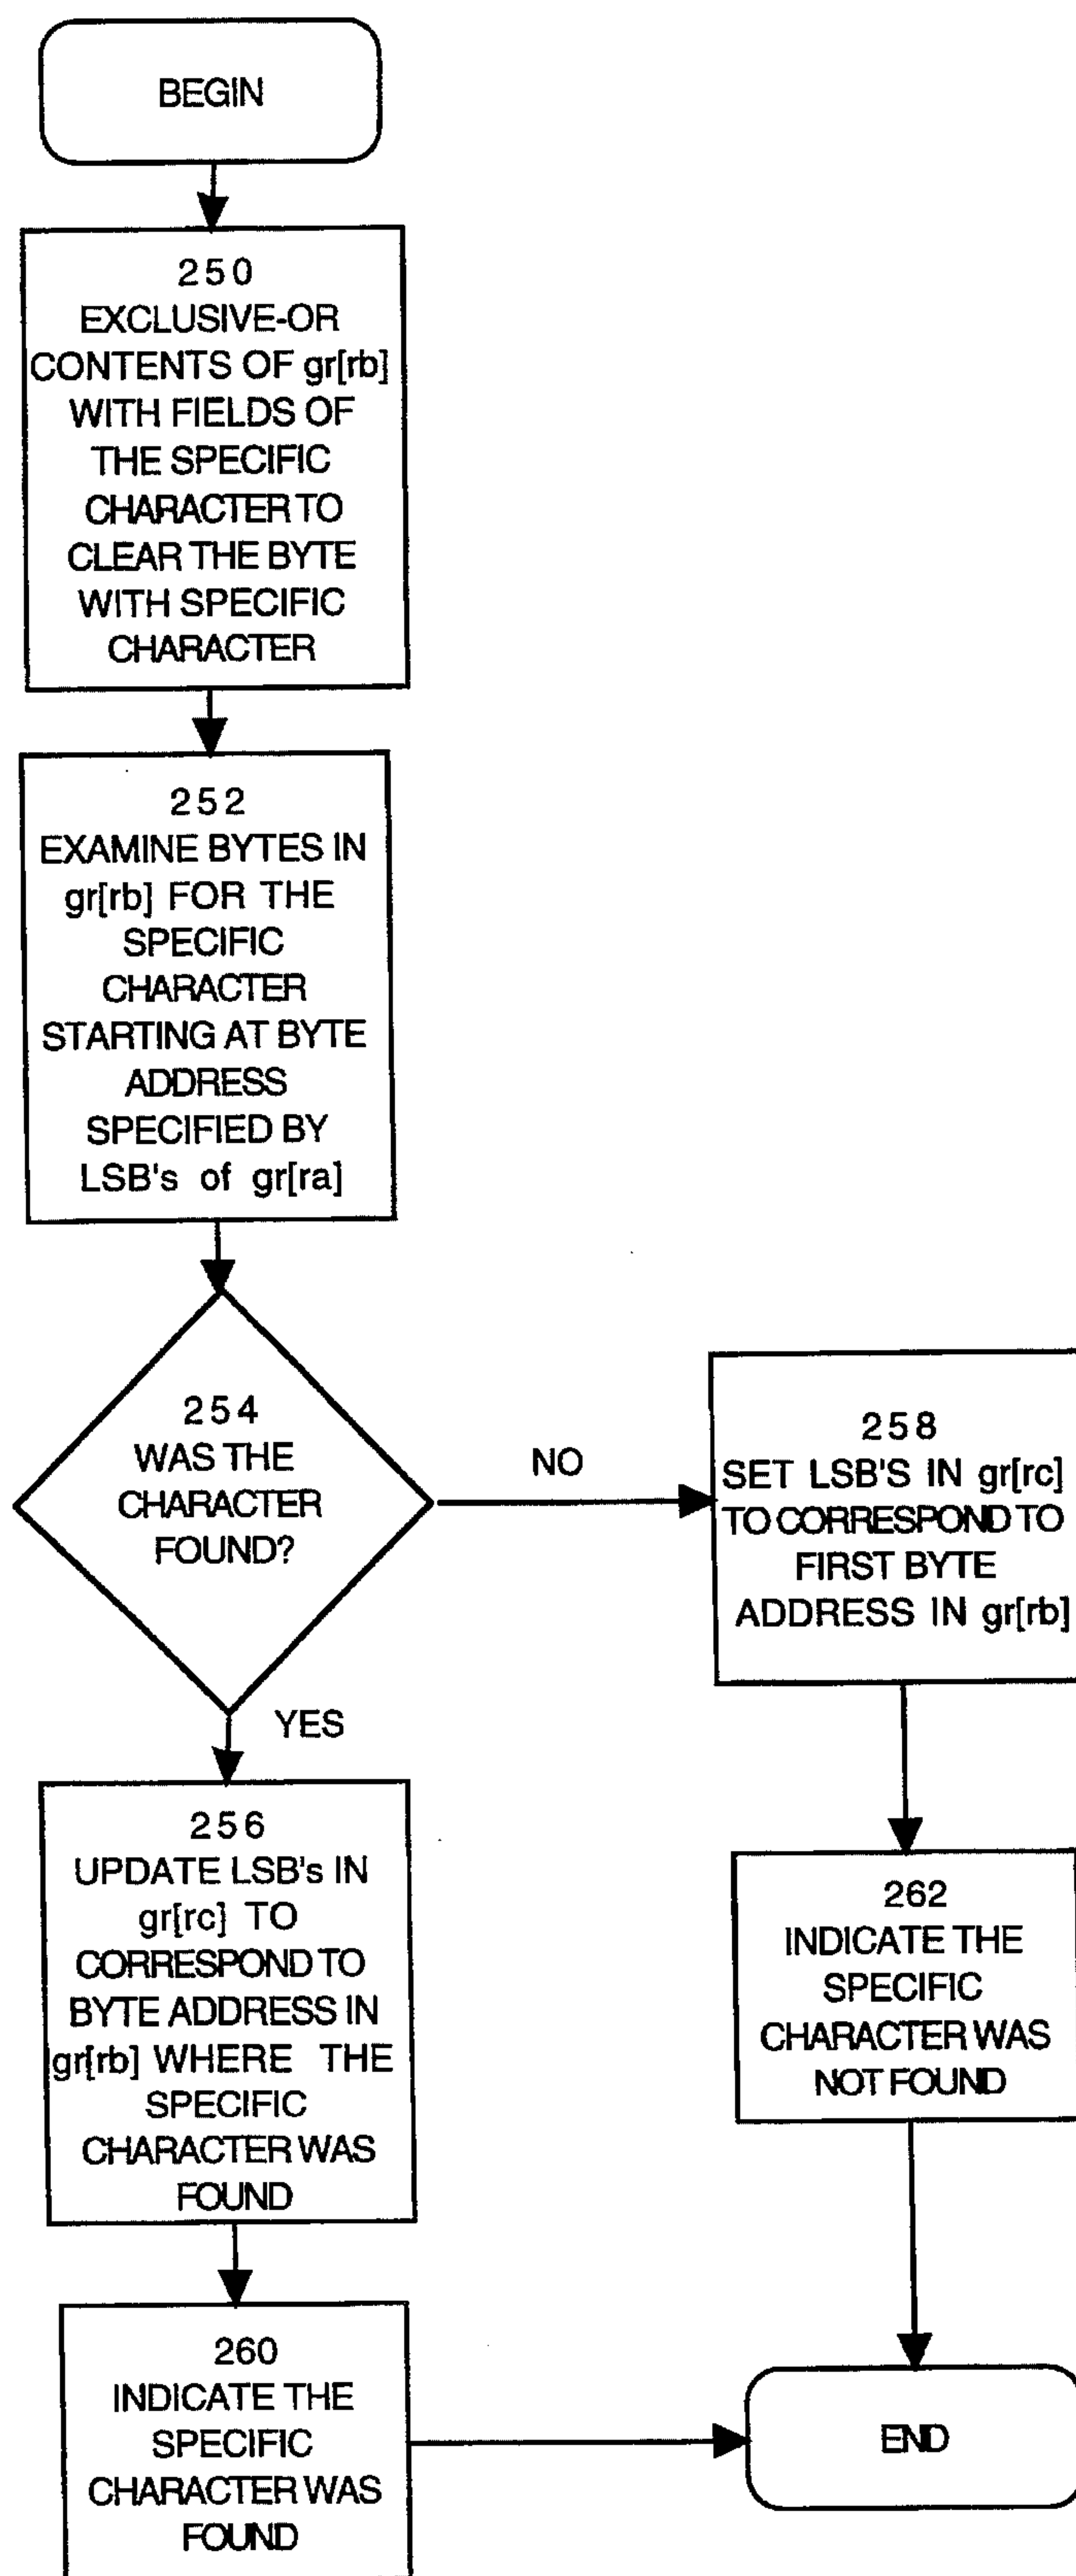 BEGIN
250
EXCLUSIVE-OR
CONTENTS OF gr[rb]
WITH FIELDS OF
THE SPECIFIC
CHARACTER TO
CLEAR THE BYTE
WITH SPECIFIC
CHARACTER
252
EXAMINE BYTES IN
gr[rb] FOR THE
SPECIFIC
CHARACTER
STARTING AT BYTE
ADDRESS
SPECIFIED BY
LSB's of gr[ra]
254
WAS THE
CHARACTER
FOUND?
NO
YES
258
SET LSB'S IN gr[rc]
TO CORRESPOND TO
FIRST BYTE
ADDRESS IN gr[rb]
256
UPDATE LSB's IN
gr[rc] TO
CORRESPOND TO
BYTE ADDRESS IN
gr[rb] WHERE THE
SPECIFIC
CHARACTER WAS
FOUND
262
INDICATE THE
SPECIFIC
CHARACTER WAS
NOT FOUND
260
INDICATE THE
SPECIFIC
CHARACTER WAS
FOUND
END